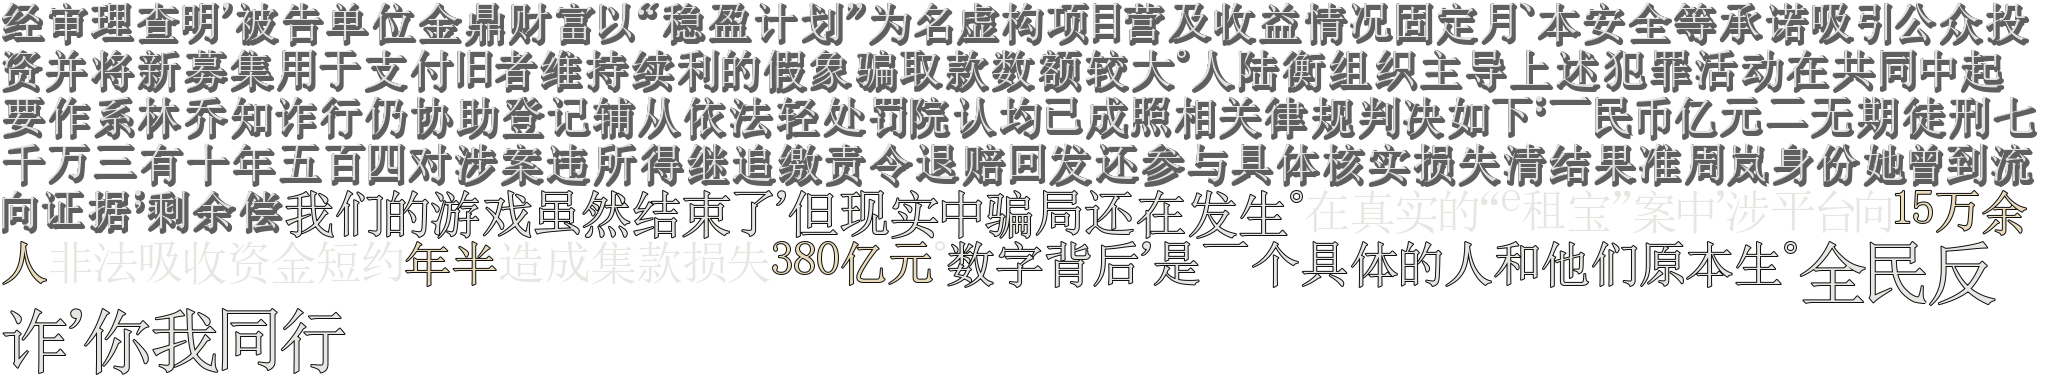 经审理查明，被告单位金鼎财富以“稳盈计划”为名虚构项目营及收益情况固定月、本安全等承诺吸引公众投
资并将新募集用于支付旧者维持续利的假象骗取款数额较大。人陆衡组织主导上述犯罪活动在共同中起
要作系林乔知诈行仍协助登记辅从依法轻处罚院认均已成照相关律规判决如下：一民币亿元二无期徒刑七
千万三有十年五百四对涉案违所得继追缴责令退赔回发还参与具体核实损失清结果准周岚身份她曾到流
向证据；剩余偿我们的游戏虽然结束了，但现实中骗局还在发生。在真实的“e租宝”案中，涉平台向15万余
人非法吸收资金短约年半造成集款损失380亿元。数字背后，是一个个具体的人和他们原本生。全民反
诈，你我同行